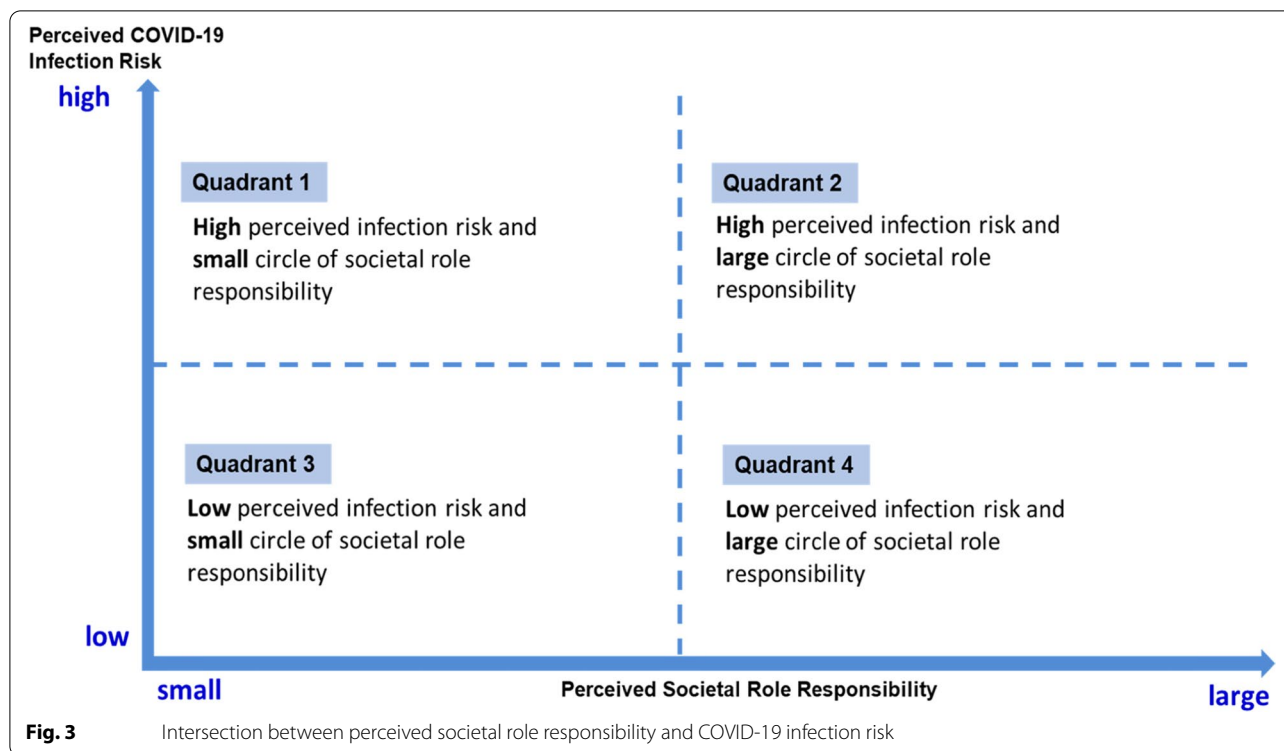 Perceived COVID-19
Infection Risk
high
Quadrant 1
High perceived infection risk and
small circle of societal role
responsibility
Quadrant 2
High perceived infection risk and
large circle of societal role
responsibility
Quadrant 3
Low perceived infection risk and
small circle of societal role
responsibility
Quadrant 4
Low perceived infection risk and
large circle of societal role
responsibility
low
small
Perceived Societal Role Responsibility
large
Fig. 3 Intersection between perceived societal role responsibility and COVID-19 infection risk